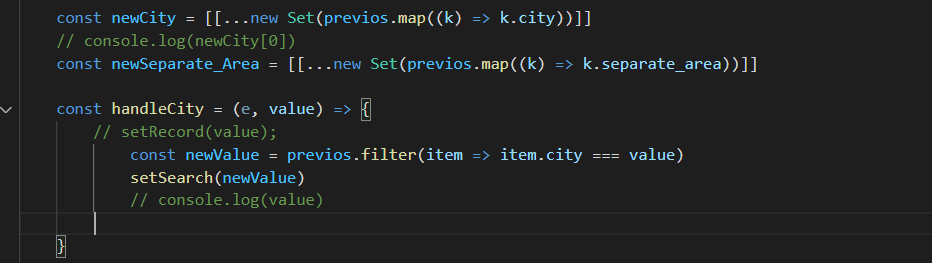 const newCity = [[...new Set(previos.map((k) => k.city))]]
// console.log(newCity[0])
const newSeparate_Area = [[...new Set(previos.map((k) => k.separate_area))]]
const handleCity = (e, value) => {
// setRecord(value);
const newValue = previos.filter(item => item.city === value)
setSearch(newValue)
// console.log(value)
}